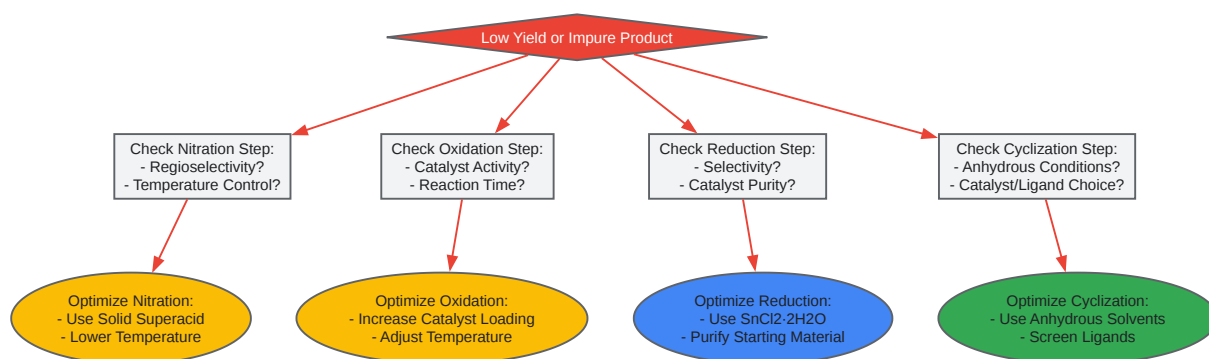 Low Yield or Impure Product
Check Nitration Step:
- Regioselectivity?
- Temperature Control?
Check Oxidation Step:
- Catalyst Activity?
- Reaction Time?
Check Reduction Step:
- Selectivity?
- Catalyst Purity?
Check Cyclization Step:
- Anhydrous Conditions?
- Catalyst/Ligand Choice?
Optimize Nitration:
- Use Solid Superacid
- Lower Temperature
Optimize Oxidation:
- Increase Catalyst Loading
- Adjust Temperature
Optimize Reduction:
- Use SnCl2·2H2O
- Purify Starting Material
Optimize Cyclization:
- Use Anhydrous Solvents
- Screen Ligands